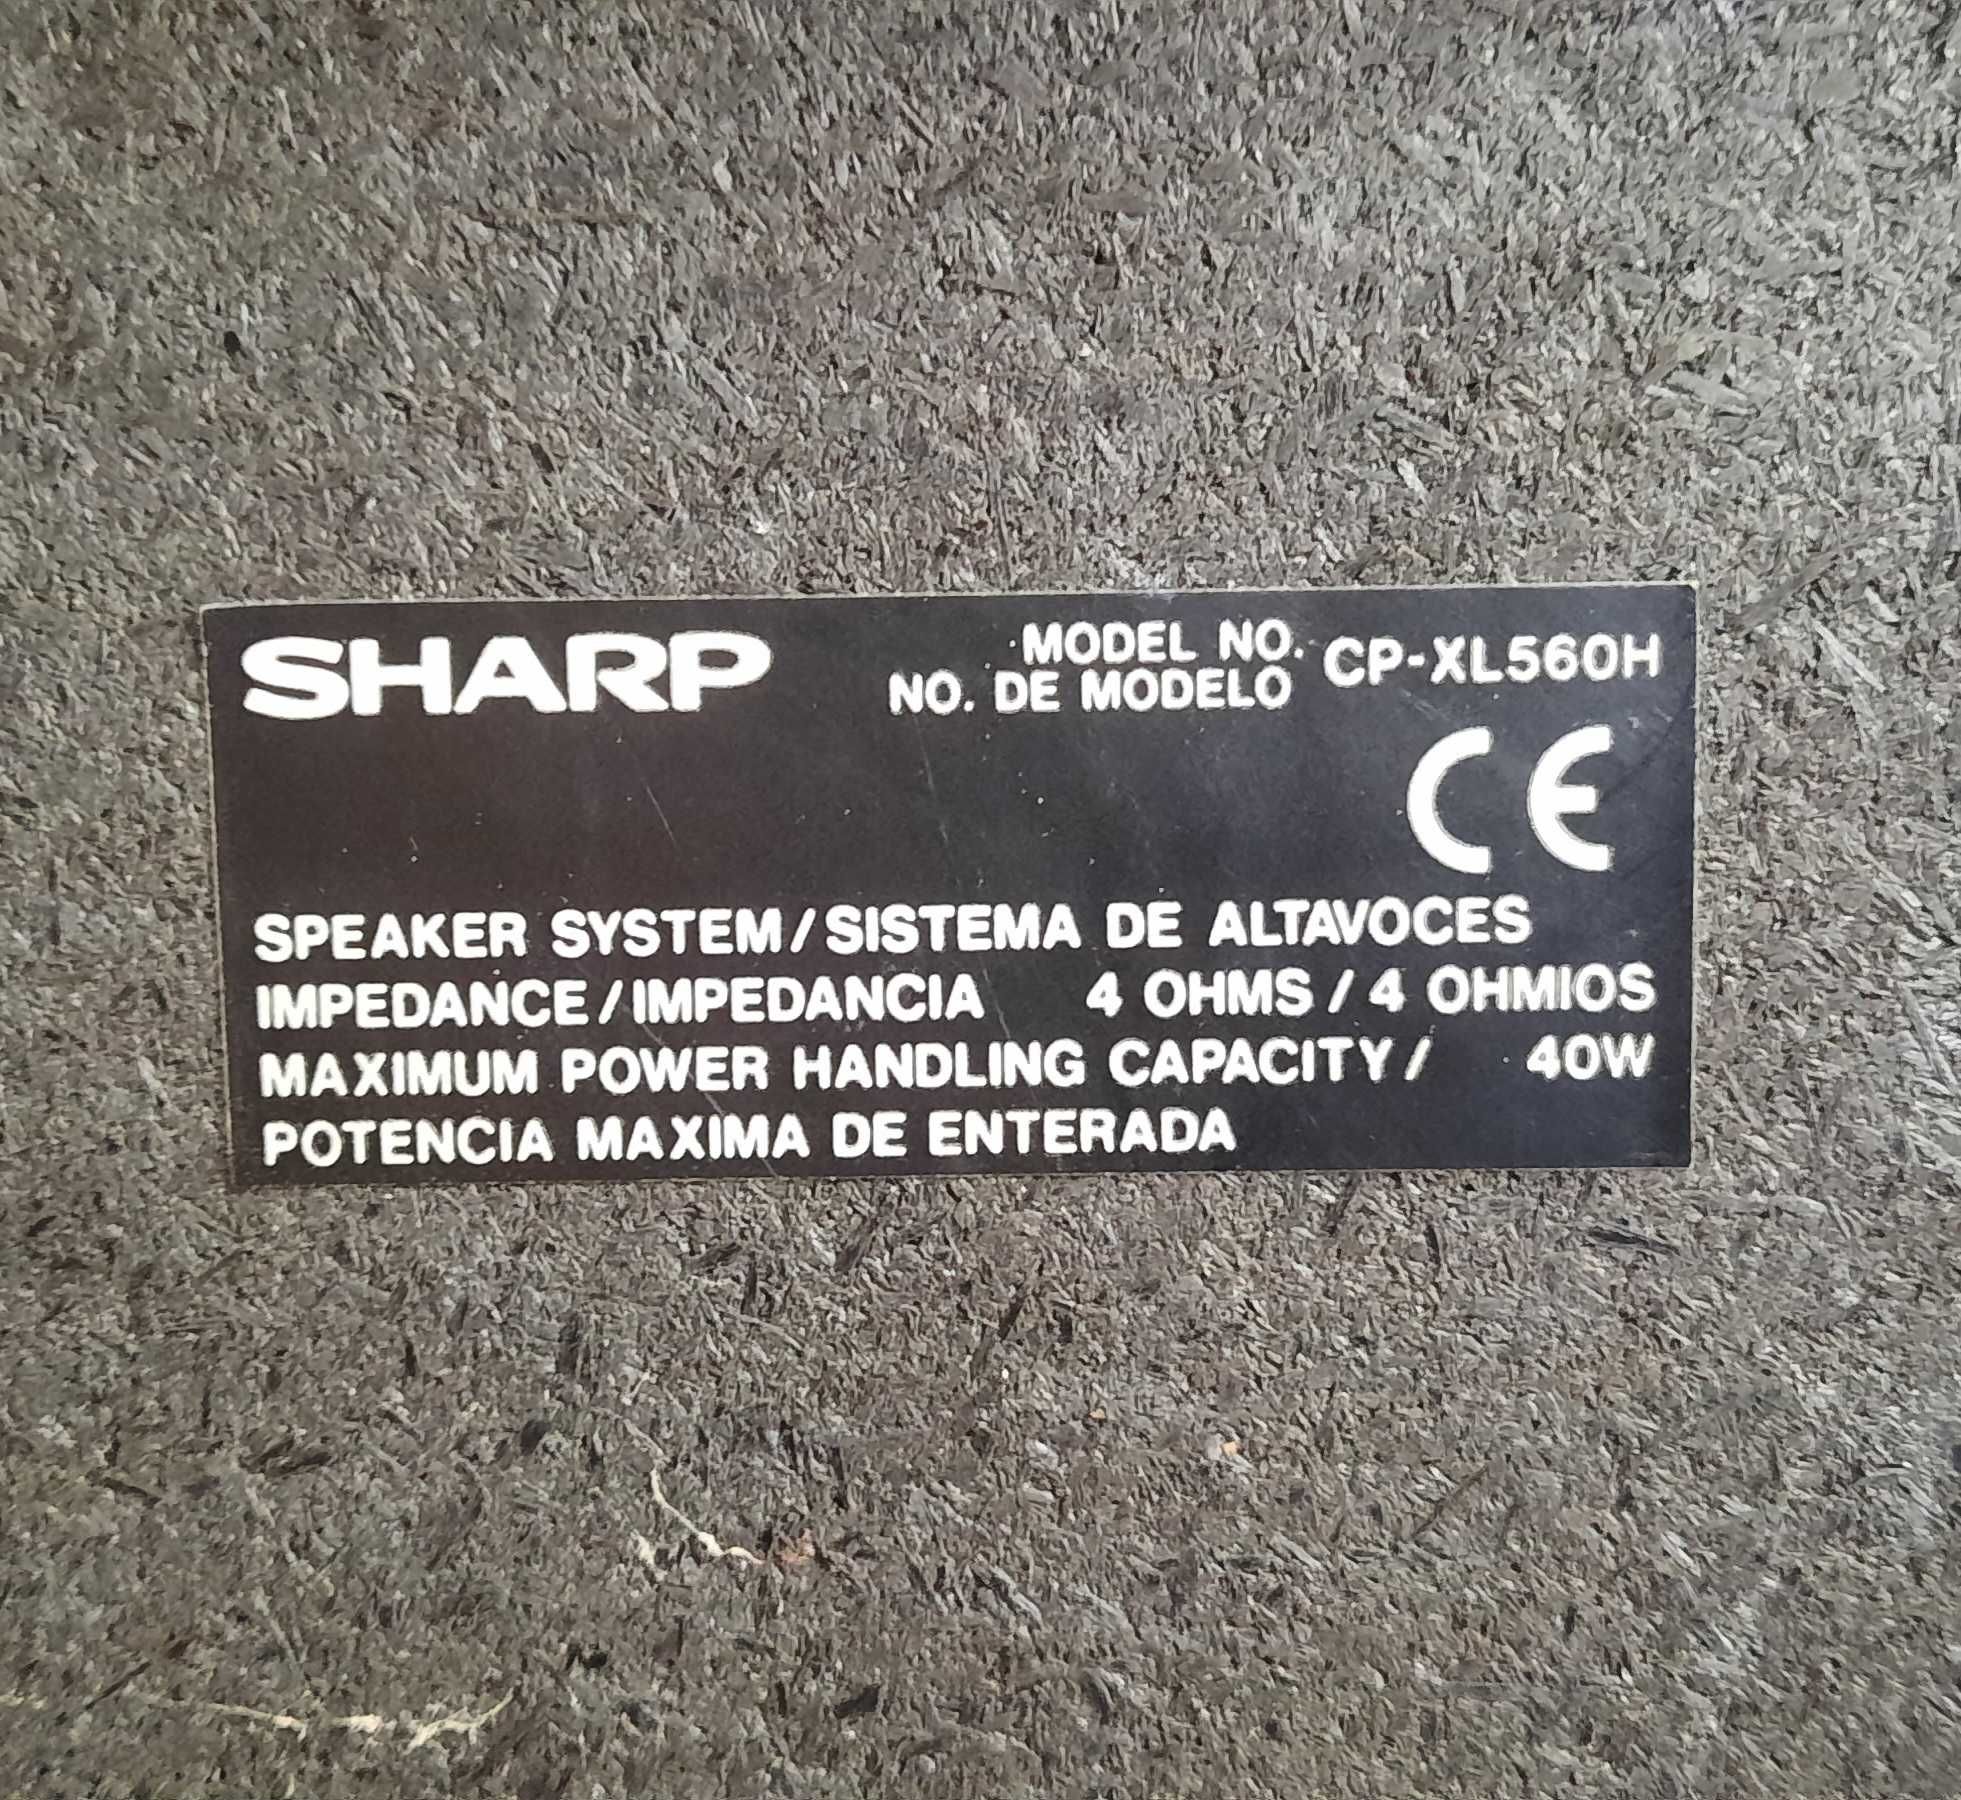 SHARP
MODEL NO.
NO. DE MODELO
CP-XL560H
CE
SPEAKER SYSTEM/SISTEMA DE ALTAVOCES
IMPEDANCE/IMPEDANCIA 4 OHMS / 4 OHMIOS
MAXIMUM POWER HANDLING CAPACITY/ 40W
POTENCIA MAXIMA DE ENTERADA